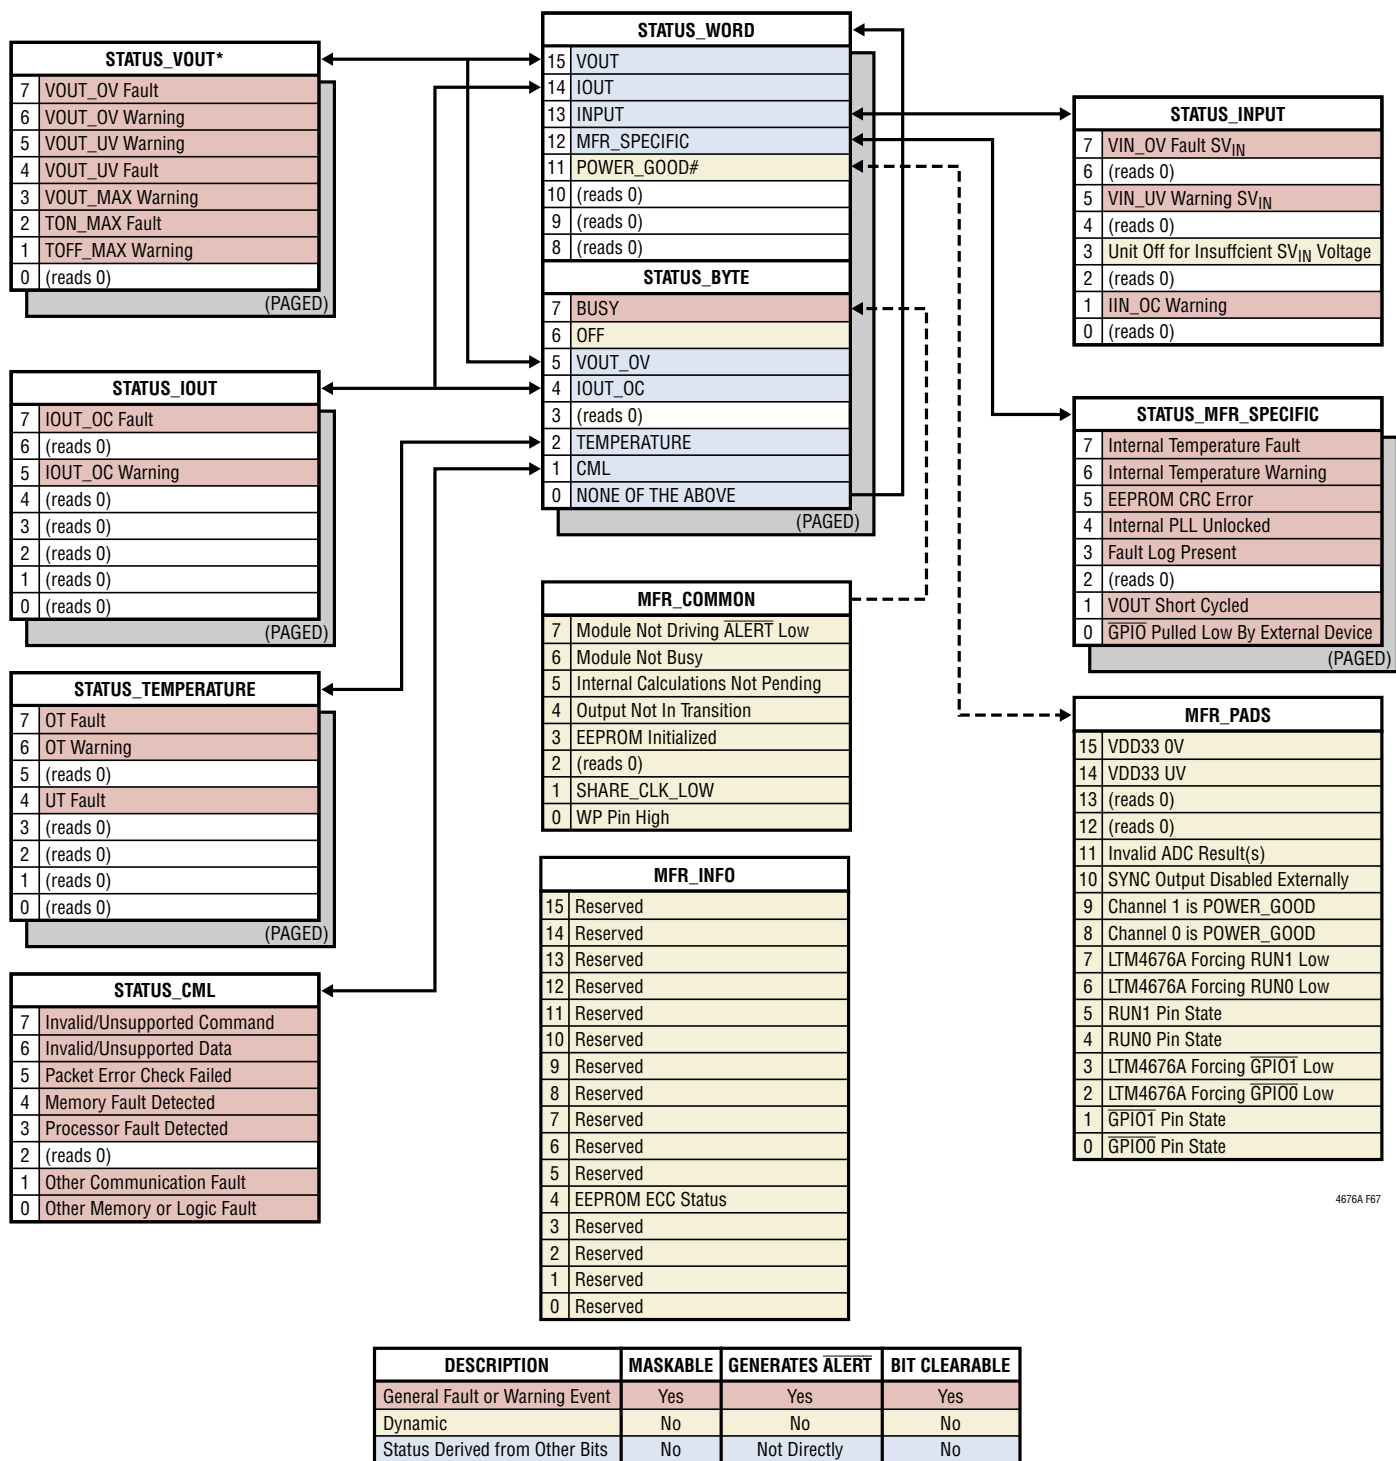 STATUS_VOUT*
7 VOUT_OV Fault
6 VOUT_OV Warning
5 VOUT_UV Warning
4 VOUT_UV Fault
3 VOUT_MAX Warning
2 TON_MAX Fault
1 TOFF_MAX Warning
0 (reads 0)
(PAGED)
STATUS_IOUT
7 IOUT_OC Fault
6 (reads 0)
5 IOUT_OC Warning
4 (reads 0)
3 (reads 0)
2 (reads 0)
1 (reads 0)
0 (reads 0)
(PAGED)
STATUS_TEMPERATURE
7 OT Fault
6 OT Warning
5 (reads 0)
4 UT Fault
3 (reads 0)
2 (reads 0)
1 (reads 0)
0 (reads 0)
(PAGED)
STATUS_CML
7 Invalid/Unsupported Command
6 Invalid/Unsupported Data
5 Packet Error Check Failed
4 Memory Fault Detected
3 Processor Fault Detected
2 (reads 0)
1 Other Communication Fault
0 Other Memory or Logic Fault
STATUS_WORD
15 VOUT
14 IOUT
13 INPUT
12 MFR_SPECIFIC
11 POWER_GOOD#
10 (reads 0)
9 (reads 0)
8 (reads 0)
STATUS_BYTE
7 BUSY
6 OFF
5 VOUT_OV
4 IOUT_OC
3 (reads 0)
2 TEMPERATURE
1 CML
0 NONE OF THE ABOVE
(PAGED)
MFR_COMMON
7 Module Not Driving ALERT Low
6 Module Not Busy
5 Internal Calculations Not Pending
4 Output Not In Transition
3 EEPROM Initialized
2 (reads 0)
1 SHARE_CLK_LOW
0 WP Pin High
MFR_INFO
15 Reserved
14 Reserved
13 Reserved
12 Reserved
11 Reserved
10 Reserved
9 Reserved
8 Reserved
7 Reserved
6 Reserved
5 Reserved
4 EEPROM ECC Status
3 Reserved
2 Reserved
1 Reserved
0 Reserved
STATUS_INPUT
7 VIN_OV Fault SVIN
6 (reads 0)
5 VIN_UV Warning SVIN
4 (reads 0)
3 Unit Off for Insuffcient SVIN Voltage
2 (reads 0)
1 IIN_OC Warning
0 (reads 0)
STATUS_MFR_SPECIFIC
7 Internal Temperature Fault
6 Internal Temperature Warning
5 EEPROM CRC Error
4 Internal PLL Unlocked
3 Fault Log Present
2 (reads 0)
1 VOUT Short Cycled
0 GPIO Pulled Low By External Device
(PAGED)
MFR_PADS
15 VDD33 OV
14 VDD33 UV
13 (reads 0)
12 (reads 0)
11 Invalid ADC Result(s)
10 SYNC Output Disabled Externally
9 Channel 1 is POWER_GOOD
8 Channel 0 is POWER_GOOD
7 LTM4676A Forcing RUN1 Low
6 LTM4676A Forcing RUN0 Low
5 RUN1 Pin State
4 RUN0 Pin State
3 LTM4676A Forcing GPIO1 Low
2 LTM4676A Forcing GPIO0 Low
1 GPIO1 Pin State
0 GPIO0 Pin State
4676A F67
DESCRIPTION MASKABLE GENERATES ALERT BIT CLEARABLE
General Fault or Warning Event Yes Yes Yes
Dynamic No No No
Status Derived from Other Bits No Not Directly No